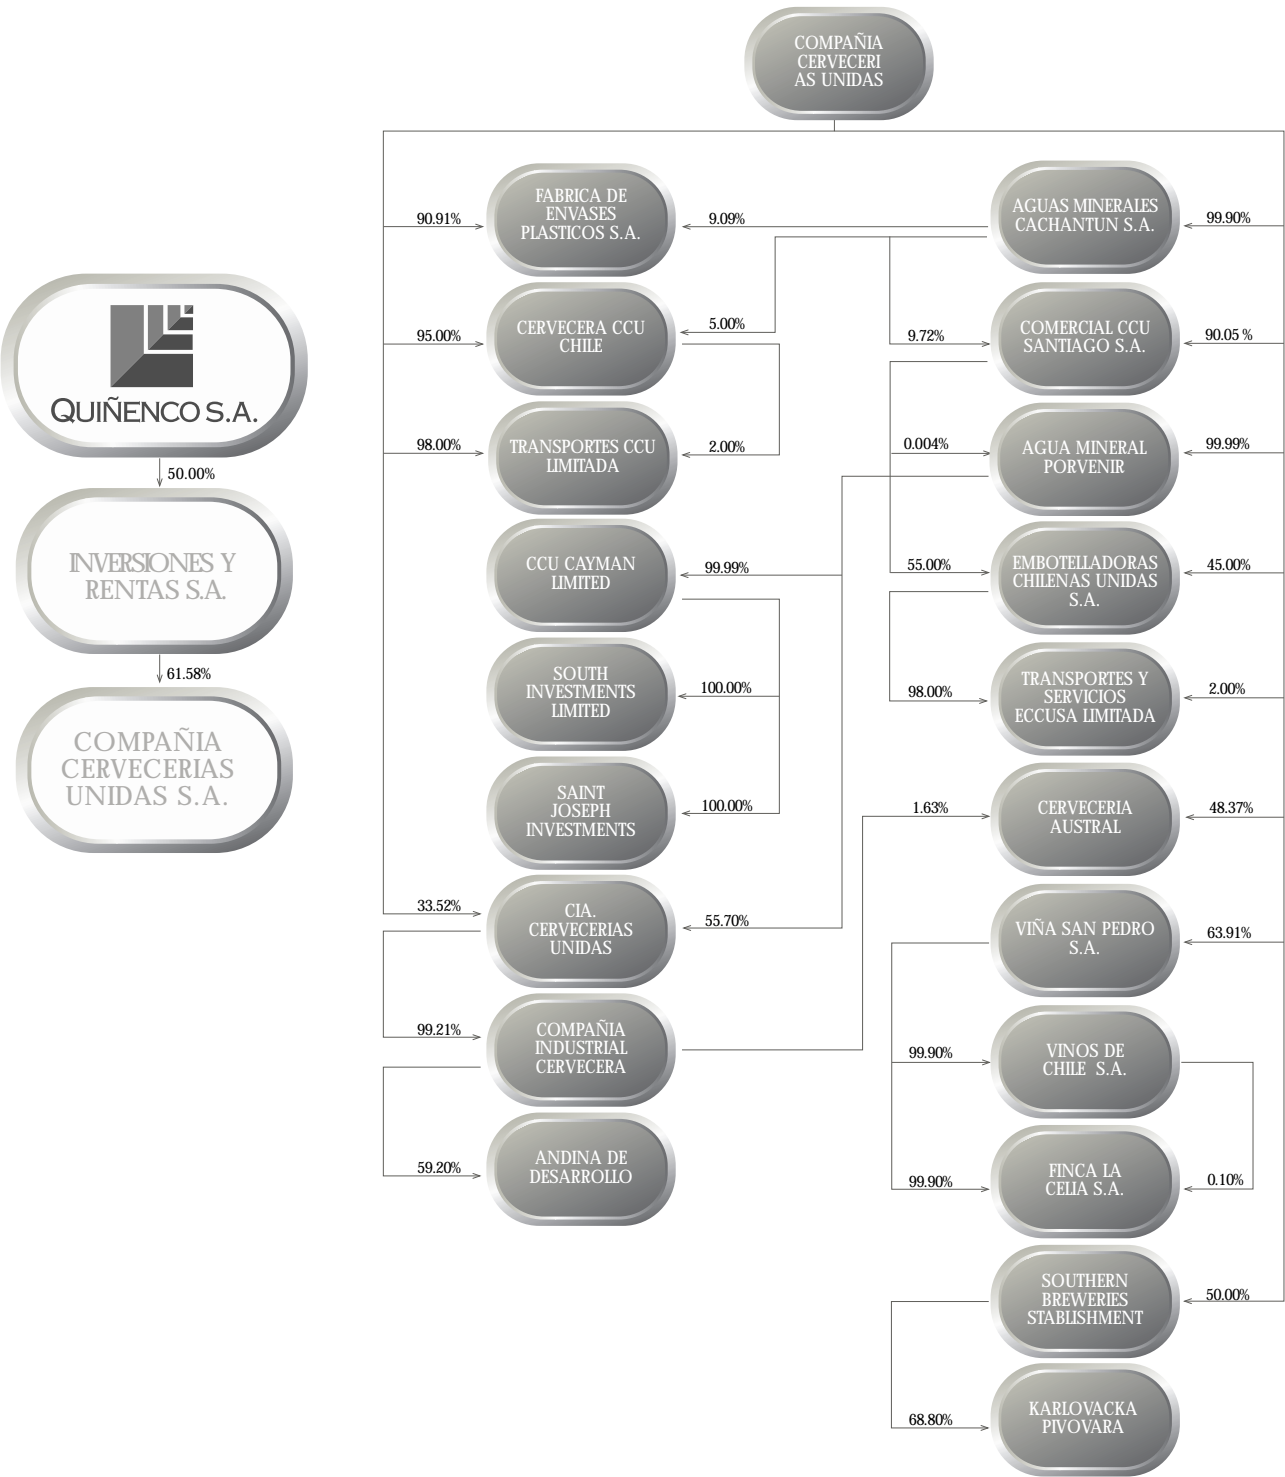 COMPAÑIA
CERVECERI
AS UNIDAS
FABRICA DE
ENVASES
PLASTICOS S.A.
90.91%
9.09%
AGUAS MINERALES
CACHANTUN S.A.
99.90%
QUIÑENCO S.A.
50.00%
INVERSIONES Y
RENTAS S.A.
61.58%
COMPAÑIA
CERVECERIAS
UNIDAS S.A.
95.00%
CERVECERA CCU
CHILE
5.00%
9.72%
COMERCIAL CCU
SANTIAGO S.A.
90.05 %
98.00%
TRANSPORTES CCU
LIMITADA
2.00%
0.004%
AGUA MINERAL
PORVENIR
99.99%
CCU CAYMAN
LIMITED
99.99%
55.00%
EMBOTELLADORAS
CHILENAS UNIDAS
S.A.
45.00%
SOUTH
INVESTMENTS
LIMITED
100.00%
98.00%
TRANSPORTES Y
SERVICIOS
ECCUSA LIMITADA
2.00%
SAINT
JOSEPH
INVESTMENTS
100.00%
1.63%
CERVECERIA
AUSTRAL
48.37%
33.52%
CIA.
CERVECERIAS
UNIDAS
55.70%
VIÑA SAN PEDRO
S.A.
63.91%
99.21%
COMPAÑIA
INDUSTRIAL
CERVECERA
99.90%
VINOS DE
CHILE S.A.
59.20%
ANDINA DE
DESARROLLO
99.90%
FINCA LA
CELIA S.A.
0.10%
SOUTHERN
BREWERIES
STABLISHMENT
50.00%
68.80%
KARLOVACKA
PIVOVARA